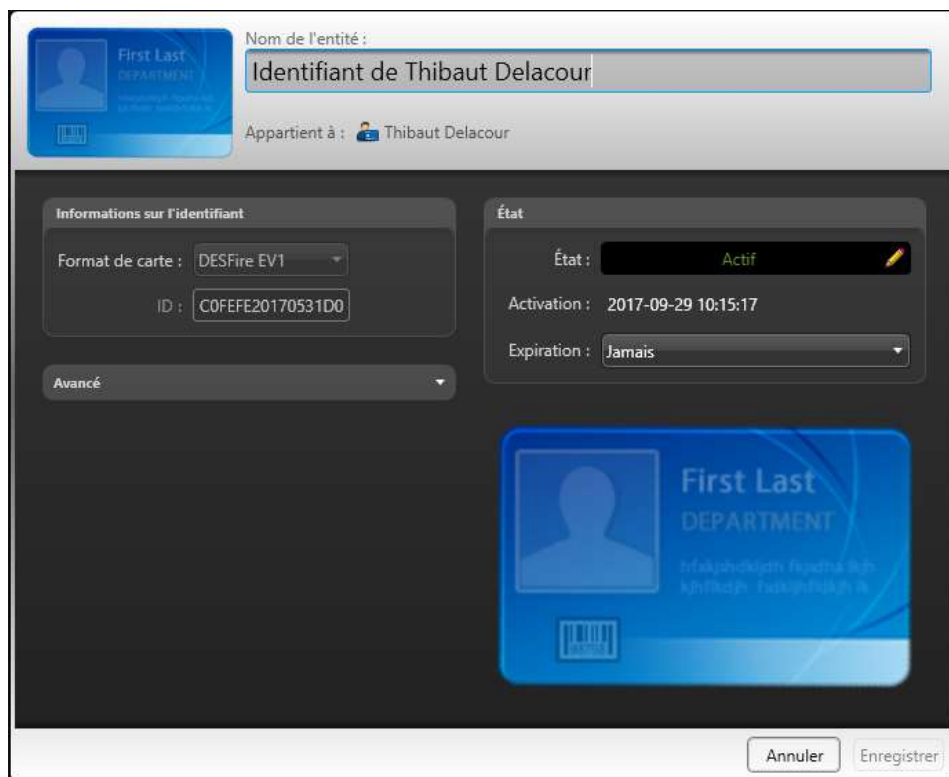 First Last
DEPARTMENT
Nom de l'entité :
Identifiant de Thibaut Delacour
Appartient à : Thibaut Delacour
Informations sur l'identifiant
Format de carte : DESFire EV1
ID : C0FEFE20170531D0
Avancé
État
État : Actif
Activation : 2017-09-29 10:15:17
Expiration : Jamais
First Last
DEPARTMENT
Annuler
Enregistrer